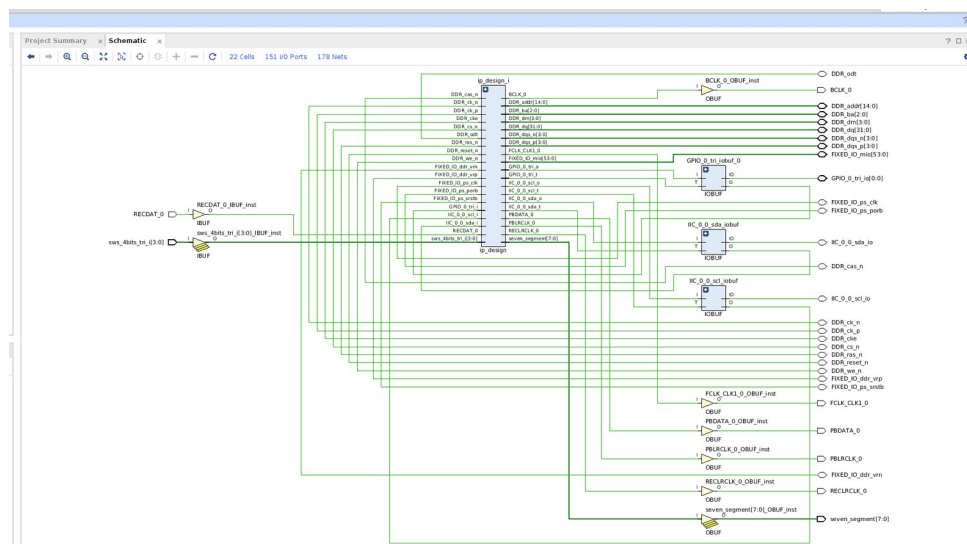 Project Summary × Schematic ×
22 Cells 151 I/O Ports 178 Nets
ip_design_i
DDR_cas_n
DDR_ck_n
DDR_ck_p
DDR_cke
DDR_cs_n
DDR_odt
DDR_ras_n
DDR_reset_n
DDR_we_n
FIXED_IO_ddr_vrn
FIXED_IO_ddr_vrp
FIXED_IO_ps_clk
FIXED_IO_ps_porb
FIXED_IO_ps_srstb
GPIO_0_tri_i
IIC_0_0_scl_i
IIC_0_0_sda_i
RECDAT_0
sws_4bits_tri_i[3:0]
BCLK_0
DDR_addr[14:0]
DDR_ba[2:0]
DDR_dm[3:0]
DDR_dq[31:0]
DDR_dqs_n[3:0]
DDR_dqs_p[3:0]
FCLK_CLK1_0
FIXED_IO_mio[53:0]
GPIO_0_tri_o
GPIO_0_tri_t
IIC_0_0_scl_o
IIC_0_0_scl_t
IIC_0_0_sda_o
IIC_0_0_sda_t
PBDATA_0
PBLRCLK_0
RECLRCLK_0
seven_segment[7:0]
ip_design
RECDAT_0
RECDAT_0_IBUF_inst
I O
IBUF
sws_4bits_tri_i[3:0]
sws_4bits_tri_i[3:0]_IBUF_inst
I O
IBUF
BCLK_0_OBUF_inst
I O
OBUF
GPIO_0_tri_iobuf_0
I IO
T O
IOBUF
IIC_0_0_sda_iobuf
I IO
T O
IOBUF
IIC_0_0_scl_iobuf
I IO
T O
IOBUF
FCLK_CLK1_0_OBUF_inst
I O
OBUF
PBDATA_0_OBUF_inst
I O
OBUF
PBLRCLK_0_OBUF_inst
I O
OBUF
RECLRCLK_0_OBUF_inst
I O
OBUF
seven_segment[7:0]_OBUF_inst
I O
OBUF
DDR_odt
BCLK_0
DDR_addr[14:0]
DDR_ba[2:0]
DDR_dm[3:0]
DDR_dq[31:0]
DDR_dqs_n[3:0]
DDR_dqs_p[3:0]
FIXED_IO_mio[53:0]
GPIO_0_tri_io[0:0]
FIXED_IO_ps_clk
FIXED_IO_ps_porb
IIC_0_0_sda_io
DDR_cas_n
IIC_0_0_scl_io
DDR_ck_n
DDR_ck_p
DDR_cke
DDR_cs_n
DDR_ras_n
DDR_reset_n
DDR_we_n
FIXED_IO_ddr_vrp
FIXED_IO_ps_srstb
FCLK_CLK1_0
PBDATA_0
PBLRCLK_0
FIXED_IO_ddr_vrn
RECLRCLK_0
seven_segment[7:0]